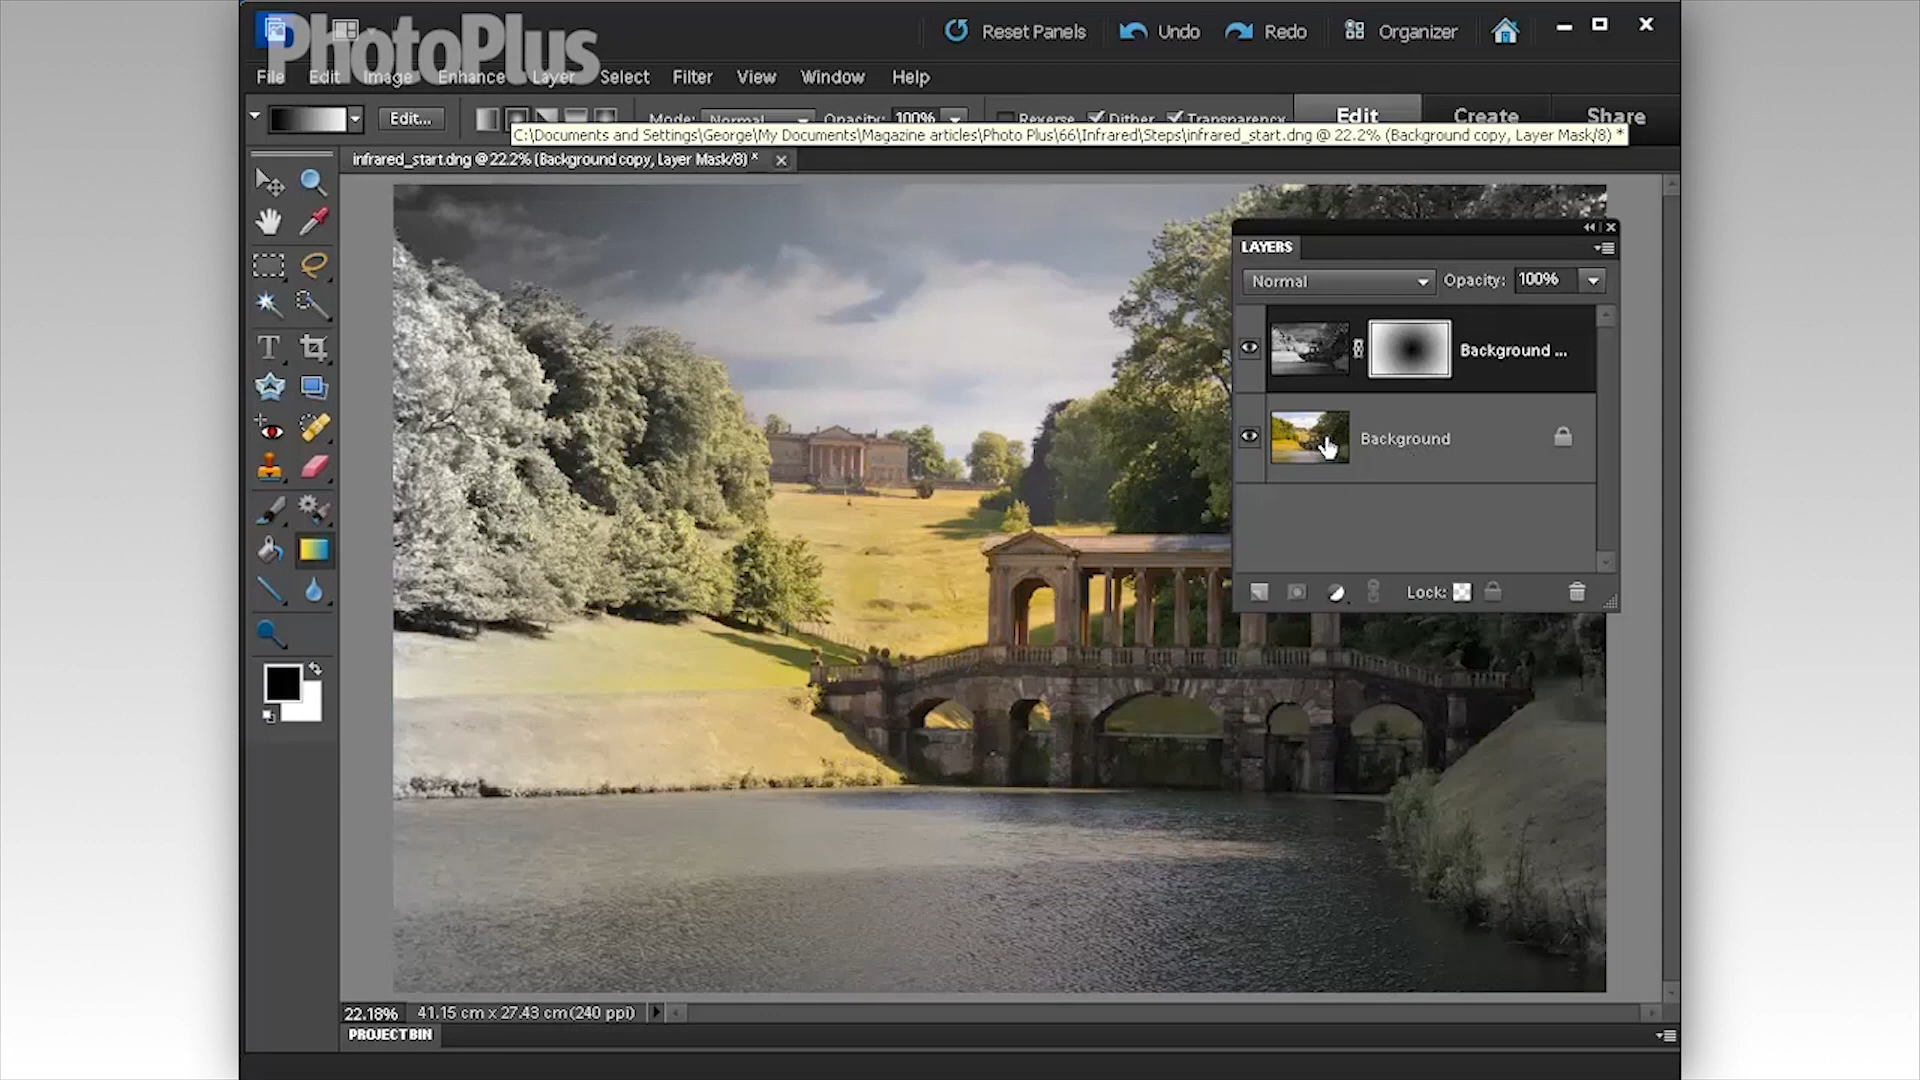 PhotoPlus
Reset Panels Undo Redo Organizer
File Edit Image Enhance Layer Select Filter View Window Help
Edit... Mode: Normal Opacity: 100% Reverse Dither Transparency Edit Create Share
C:\Documents and Settings\George\My Documents\Magazine articles\Photo Plus\66\Infrared\Steps\infrared_start.dng @ 22.2% (Background copy, Layer Mask/8) *
infrared_start.dng @ 22.2% (Background copy, Layer Mask/8) *
LAYERS
Normal Opacity: 100%
Background ...
Background
Lock:
22.18% 41.15 cm x 27.43 cm (240 ppi)
PROJECT BIN